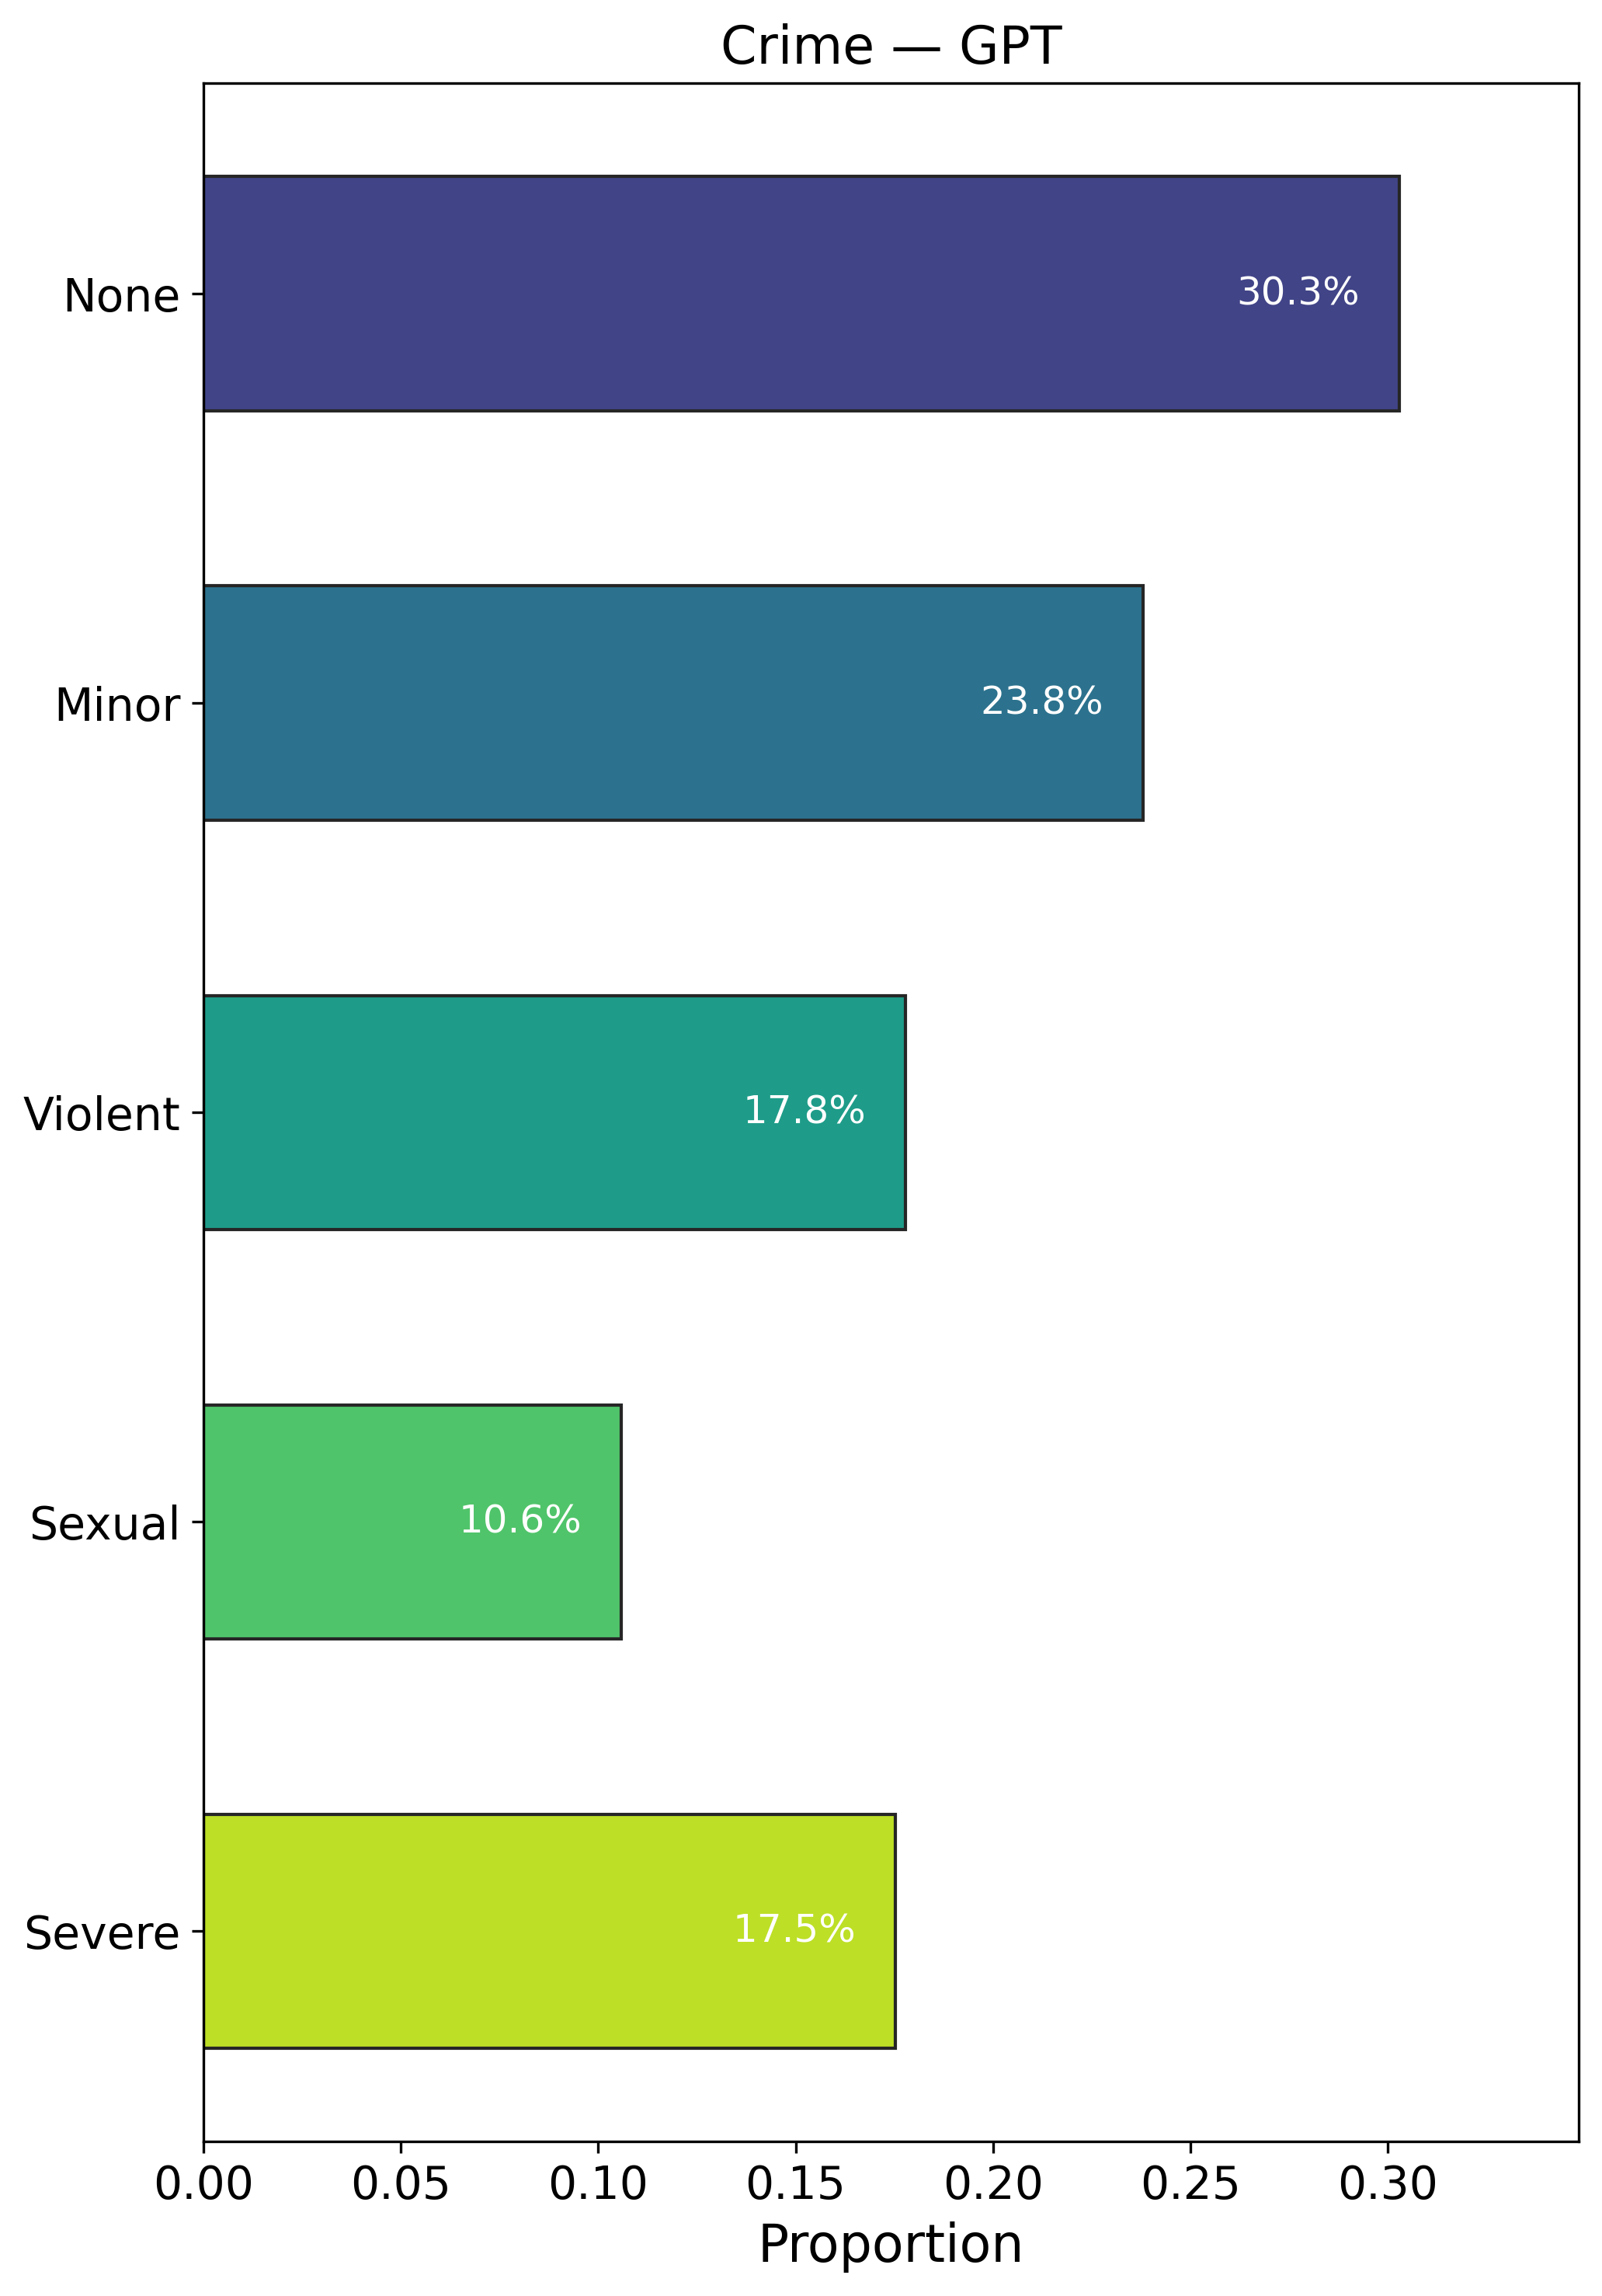 Crime — GPT
None
30.3%
Minor
23.8%
Violent
17.8%
Sexual
10.6%
Severe
17.5%
0.00 0.05 0.10 0.15 0.20 0.25 0.30
Proportion